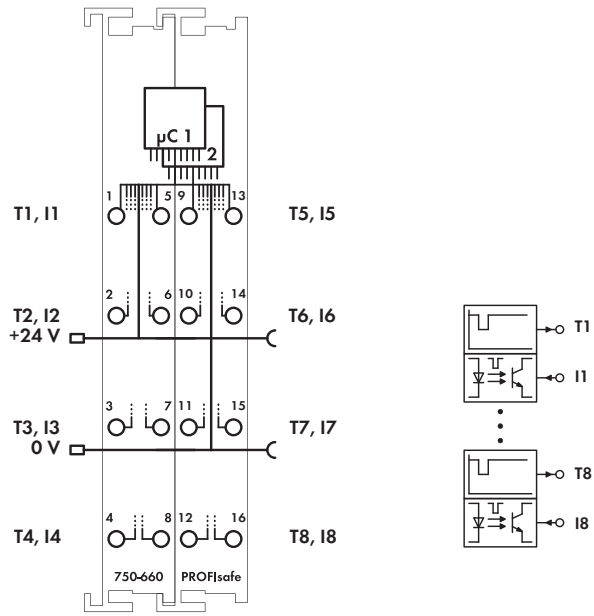 µC 1
2
1 5 9 13
T1, I1 T5, I5
2 6 10 14
T2, I2 T6, I6
+24 V
T1
I1
3 7 11 15
T3, I3 T7, I7
0 V
T8
4 8 12 16
I8
T4, I4 T8, I8
750-660 PROFIsafe